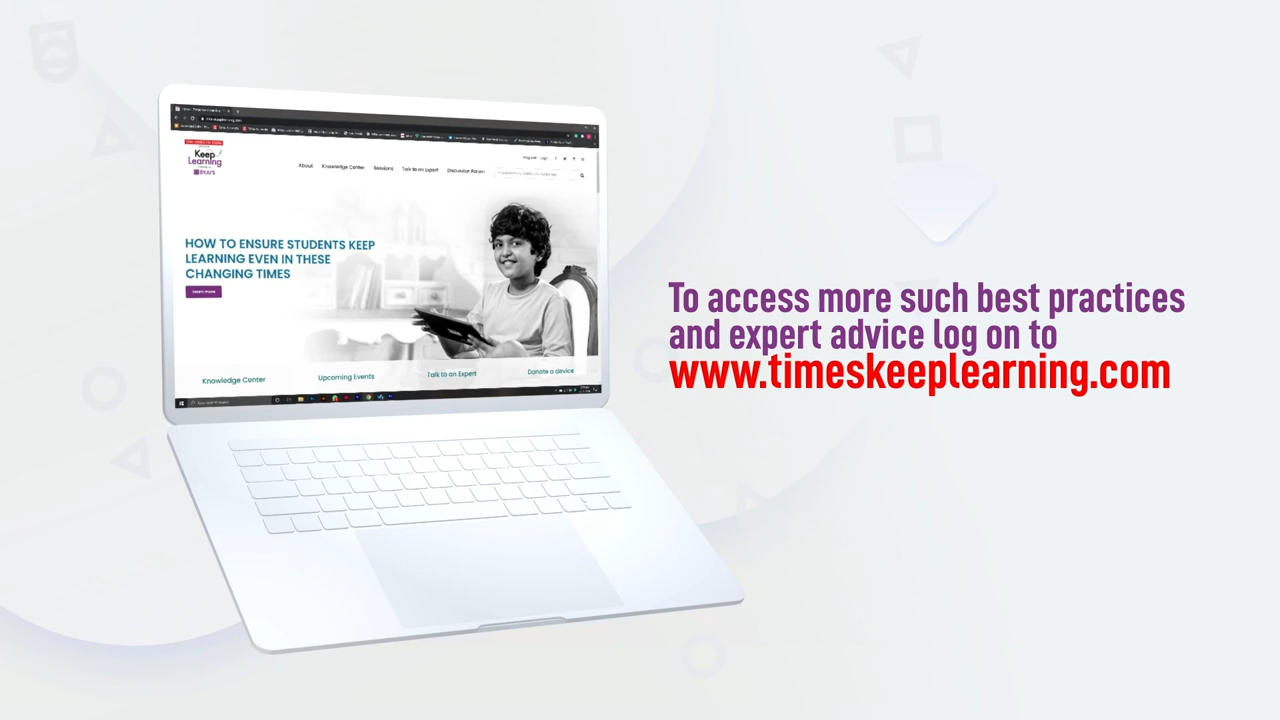 Keep
Learning
BYJU'S
About Knowledge Center Sessions Talk to an Expert Discussion Forum
HOW TO ENSURE STUDENTS KEEP
LEARNING EVEN IN THESE
CHANGING TIMES
Learn more
Knowledge Center Upcoming Events Talk to an Expert Donate a device
To access more such best practices
and expert advice log on to
www.timeskeeplearning.com